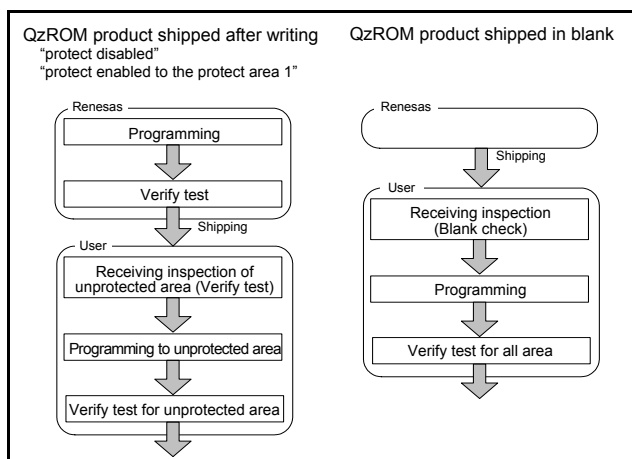 QzROM product shipped after writing
“protect disabled”
“protect enabled to the protect area 1”
Renesas
Programming
Verify test
Shipping
User
Receiving inspection of
unprotected area (Verify test)
Programming to unprotected area
Verify test for unprotected area
QzROM product shipped in blank
Renesas
Shipping
User
Receiving inspection
(Blank check)
Programming
Verify test for all area